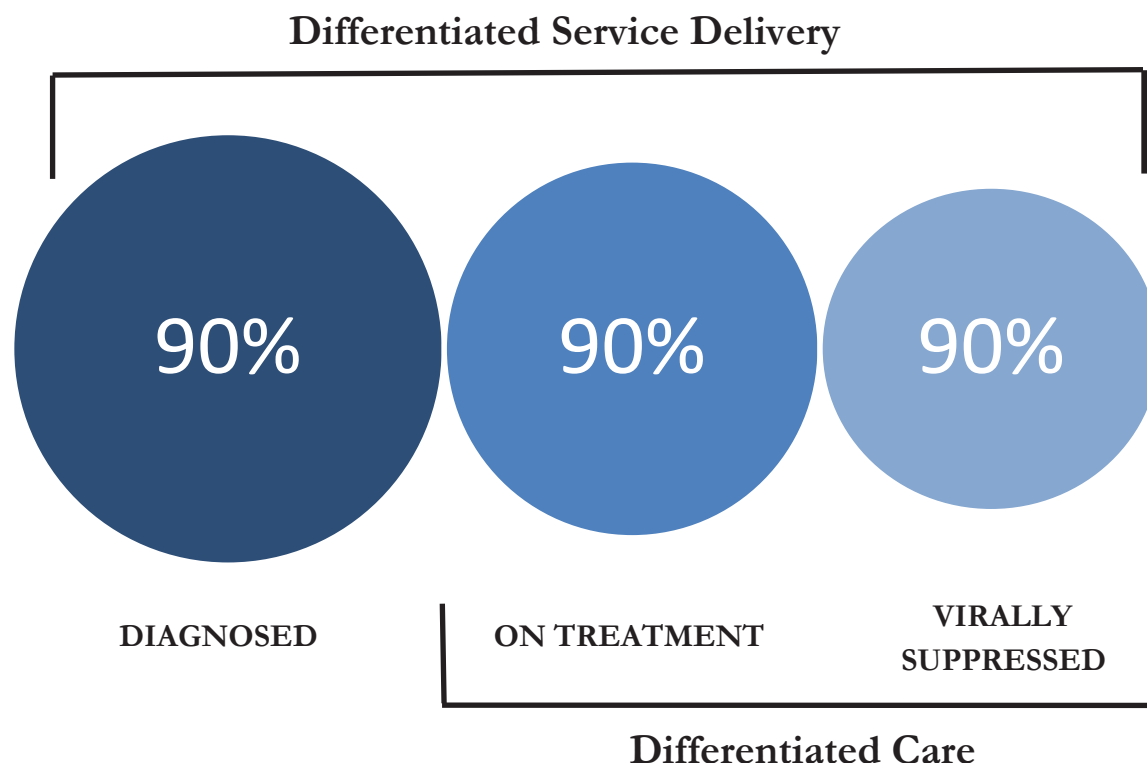 Differentiated Service Delivery
90%
90%
90%
DIAGNOSED
ON TREATMENT
VIRALLY
SUPPRESSED
Differentiated Care